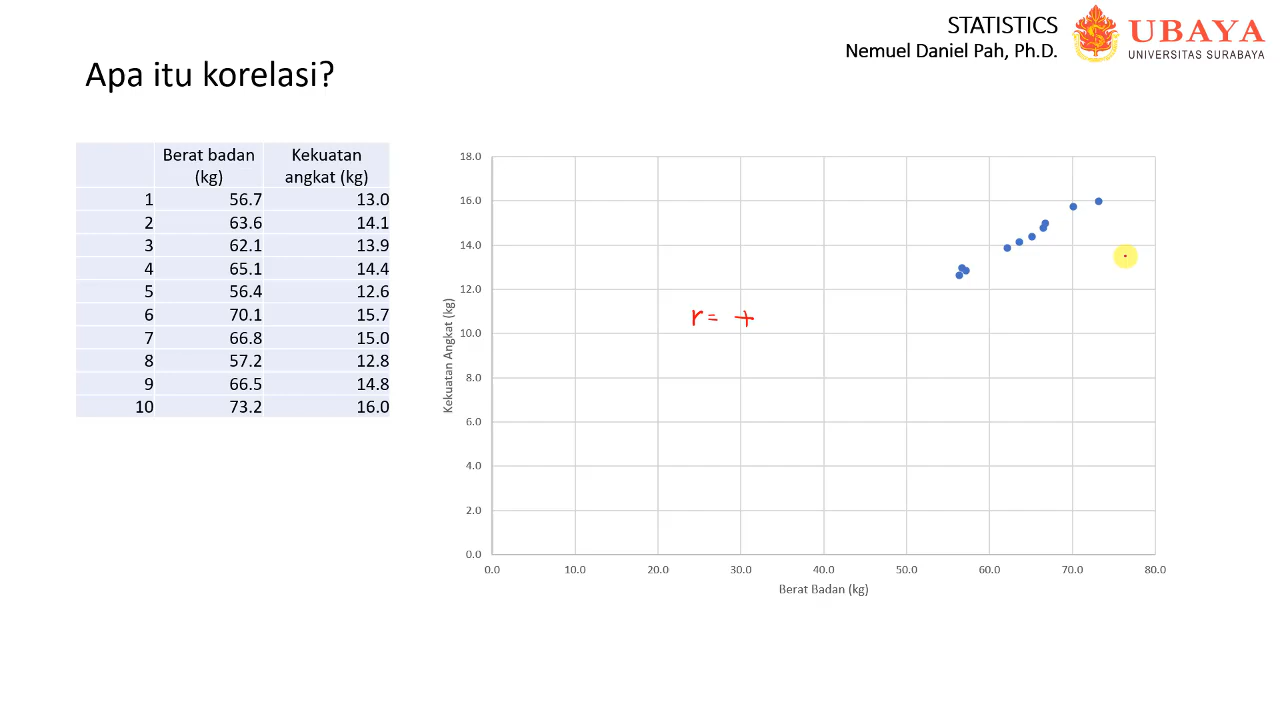 STATISTICS
Nemuel Daniel Pah, Ph.D.
UBAYA
UNIVERSITAS SURABAYA
Apa itu korelasi?
Berat badan (kg) Kekuatan angkat (kg)
1 56.7 13.0
2 63.6 14.1
3 62.1 13.9
4 65.1 14.4
5 56.4 12.6
6 70.1 15.7
7 66.8 15.0
8 57.2 12.8
9 66.5 14.8
10 73.2 16.0
18.0
16.0
14.0
12.0
10.0
8.0
6.0
4.0
2.0
0.0
Kekuatan Angkat (kg)
r = +
0.0 10.0 20.0 30.0 40.0 50.0 60.0 70.0 80.0
Berat Badan (kg)